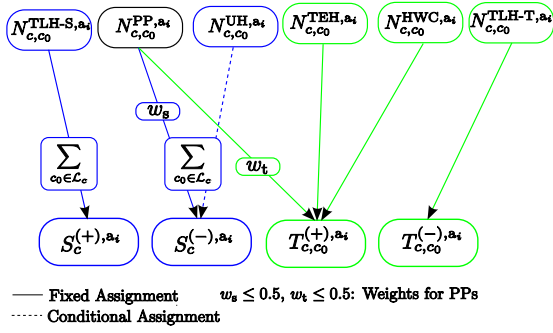 N_{c,c_0}^{TLH-S,a_i} N_{c,c_0}^{PP,a_i} N_{c,c_0}^{UH,a_i} N_{c,c_0}^{TEH,a_i} N_{c,c_0}^{HWC,a_i} N_{c,c_0}^{TLH-T,a_i}
w_s
∑_{c_0∈𝓛_c} ∑_{c_0∈𝓛_c} w_t
S_c^{(+),a_i} S_c^{(−),a_i} T_{c,c_0}^{(+),a_i} T_{c,c_0}^{(−),a_i}
Fixed Assignment w_s ≤ 0.5, w_t ≤ 0.5: Weights for PPs
Conditional Assignment